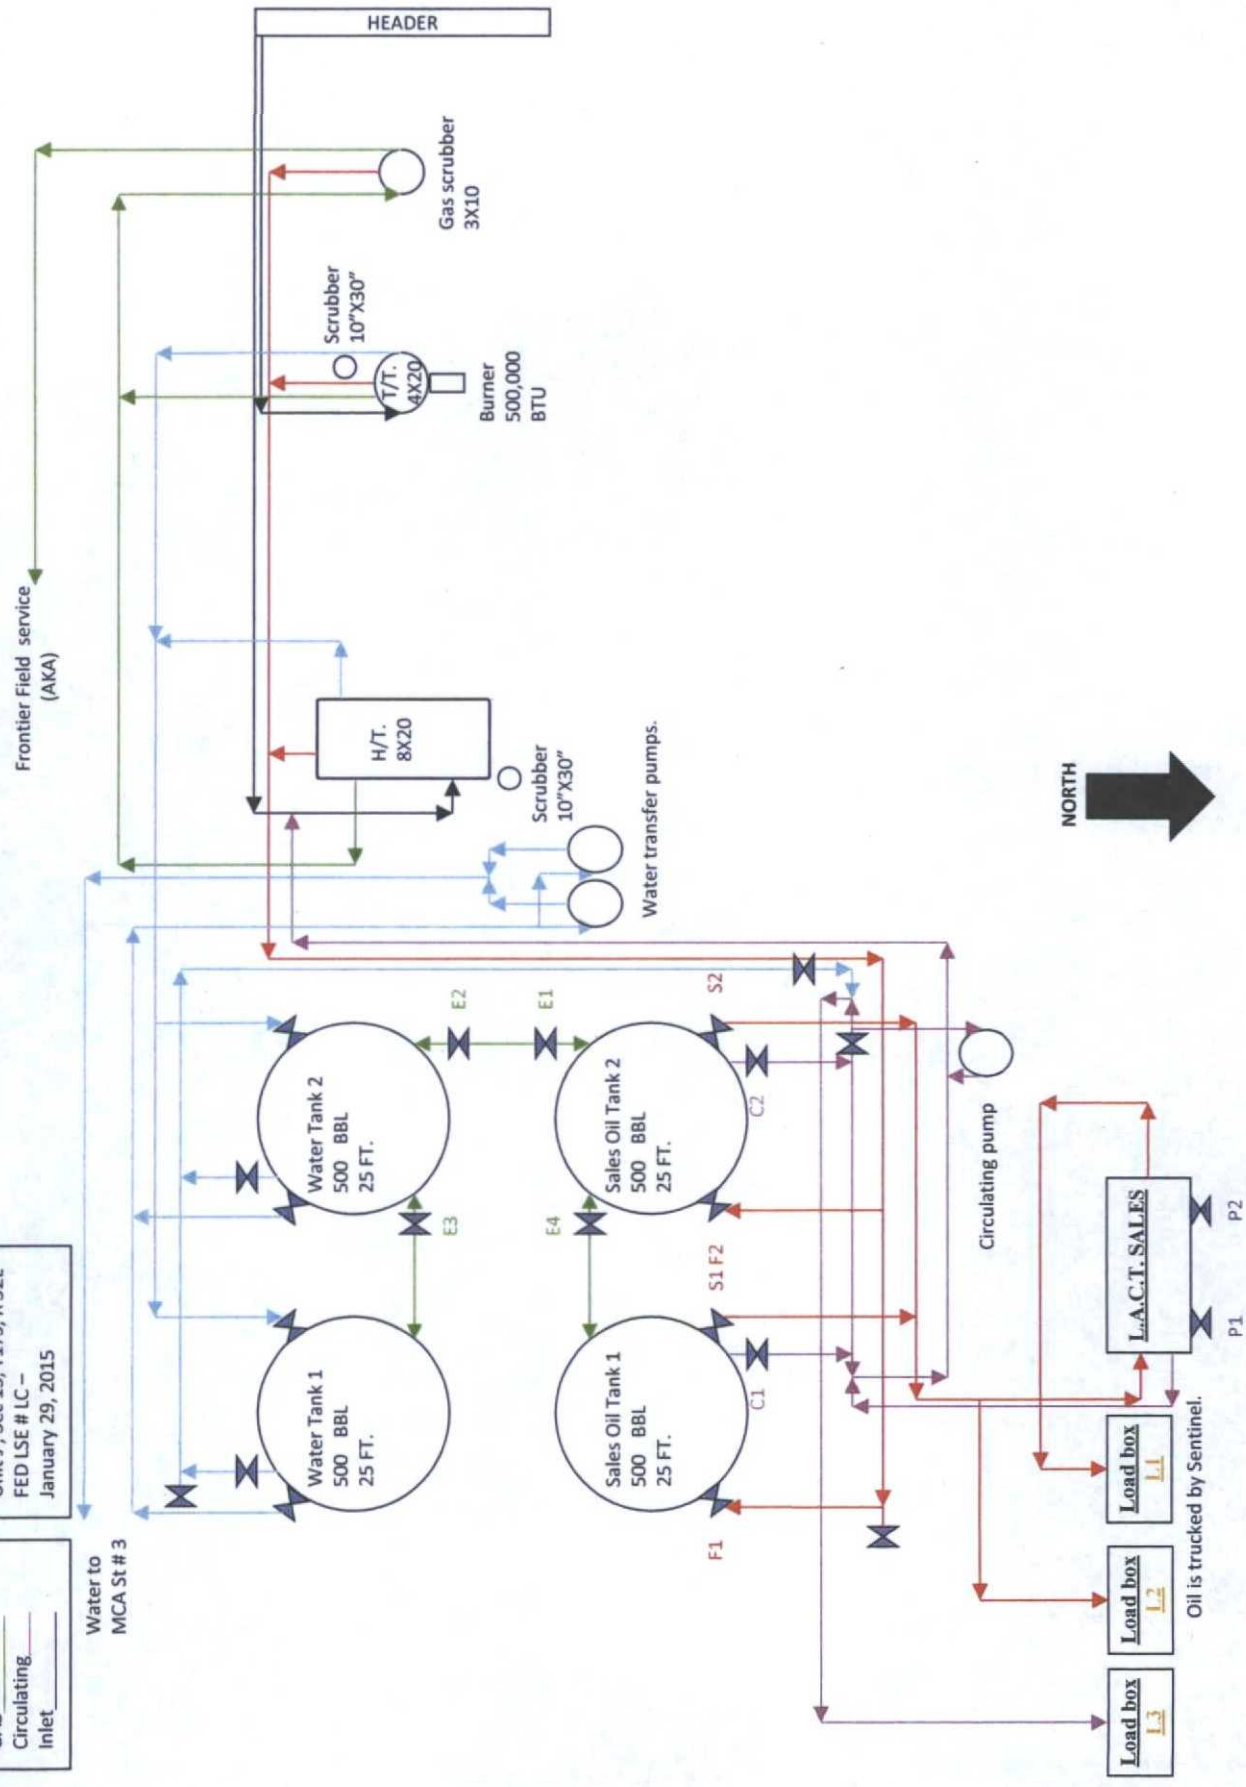 HEADER
Gas scrubber
3X10
Scrubber
10"X30"
T/T.
4X20
Burner
500,000
BTU
Frontier Field service
(AKA)
H/T.
8X20
Scrubber
10"X30"
Water transfer pumps.
NORTH
Water Tank 2
500 BBL
25 FT.
E2
E1
S2
Sales Oil Tank 2
500 BBL
25 FT.
C2
E3
E4
S1 F2
Circulating pump
Water Tank 1
500 BBL
25 FT.
Sales Oil Tank 1
500 BBL
25 FT.
C1
F1
L.A.C.T. SALES
P2
P1
FED LSE # LC –
January 29, 2015
Circulating
Inlet
Water to
MCA St # 3
Load box
L1
Load box
L2
Load box
L3
Oil is trucked by Sentinel.